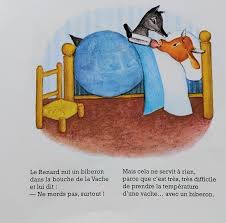 Le Renard mit un biberon
dans la bouche de la Vache
et lui dit :
— Ne mords pas, surtout !
Mais cela ne servit à rien,
parce que c'est très, très difficile
de prendre la température
d'une vache... avec un biberon.